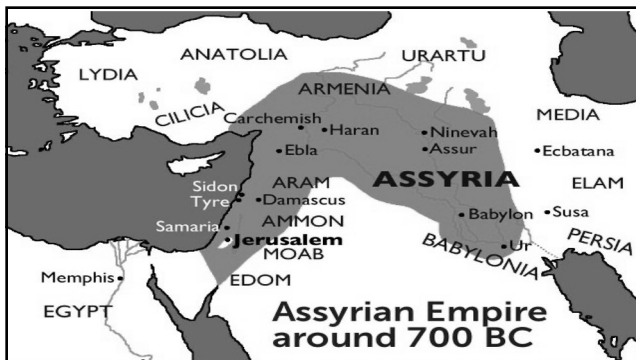 ANATOLIA
URARTU
LYDIA
ARMENIA
CILICIA
MEDIA
Carchemish
Haran
Ninevah
Ebla
Assur
Ecbatana
ASSYRIA
ELAM
Sidon
ARAM
Tyre
Damascus
Babylon
Susa
Samaria
AMMON
Jerusalem
BABYLONIA
Ur
PERSIA
MOAB
Memphis
EDOM
EGYPT
Assyrian Empire
around 700 BC